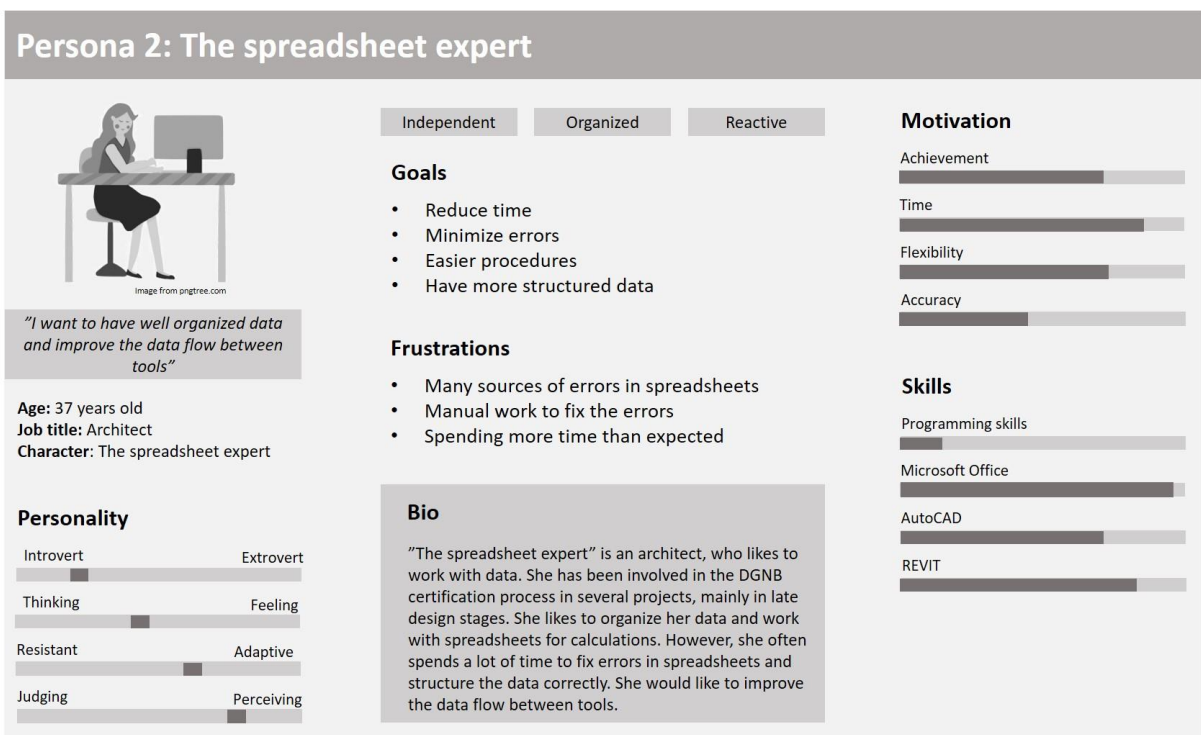 Persona 2: The spreadsheet expert
Image from pngtree.com
”I want to have well organized data
and improve the data flow between
tools”
Age: 37 years old
Job title: Architect
Character: The spreadsheet expert
Personality
Introvert Extrovert
Thinking Feeling
Resistant Adaptive
Judging Perceiving
Independent Organized Reactive
Goals
• Reduce time
• Minimize errors
• Easier procedures
• Have more structured data
Frustrations
• Many sources of errors in spreadsheets
• Manual work to fix the errors
• Spending more time than expected
Bio
”The spreadsheet expert” is an architect, who likes to
work with data. She has been involved in the DGNB
certification process in several projects, mainly in late
design stages. She likes to organize her data and work
with spreadsheets for calculations. However, she often
spends a lot of time to fix errors in spreadsheets and
structure the data correctly. She would like to improve
the data flow between tools.
Motivation
Achievement
Time
Flexibility
Accuracy
Skills
Programming skills
Microsoft Office
AutoCAD
REVIT